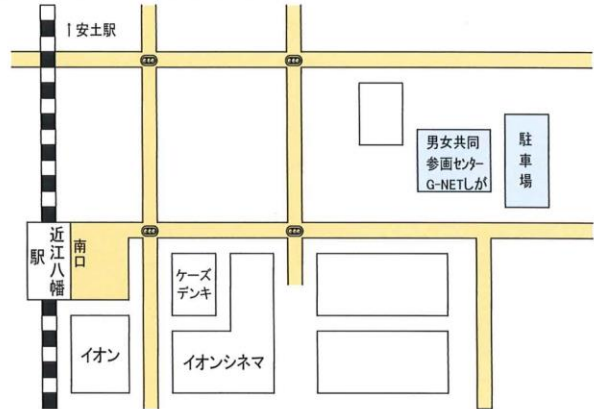 ↑安土駅
男女共同
参画センター
G-NETしが
駐車場
近江八幡駅
南口
ケーズ
デンキ
イオン
イオンシネマ